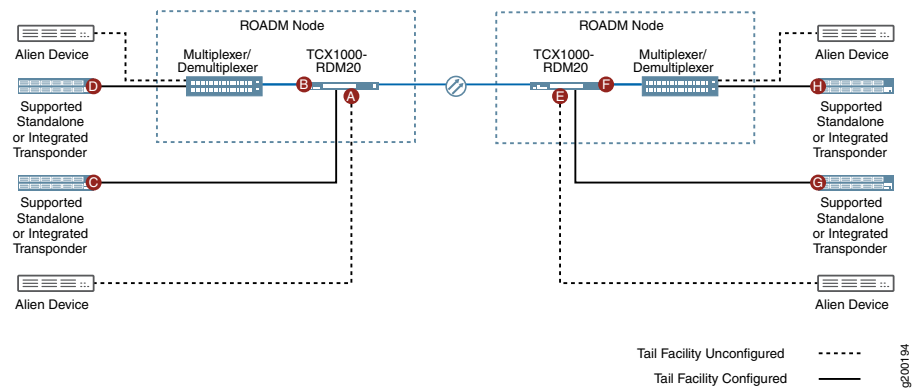 ROADM Node
ROADM Node
Alien Device
Multiplexer/
Demultiplexer
TCX1000-
RDM20
TCX1000-
RDM20
Multiplexer/
Demultiplexer
Alien Device
D
B
A
E
F
H
Supported
Standalone
or Integrated
Transponder
Supported
Standalone
or Integrated
Transponder
C
G
Supported
Standalone
or Integrated
Transponder
Supported
Standalone
or Integrated
Transponder
Alien Device
Alien Device
Tail Facility Unconfigured
Tail Facility Configured
g200194